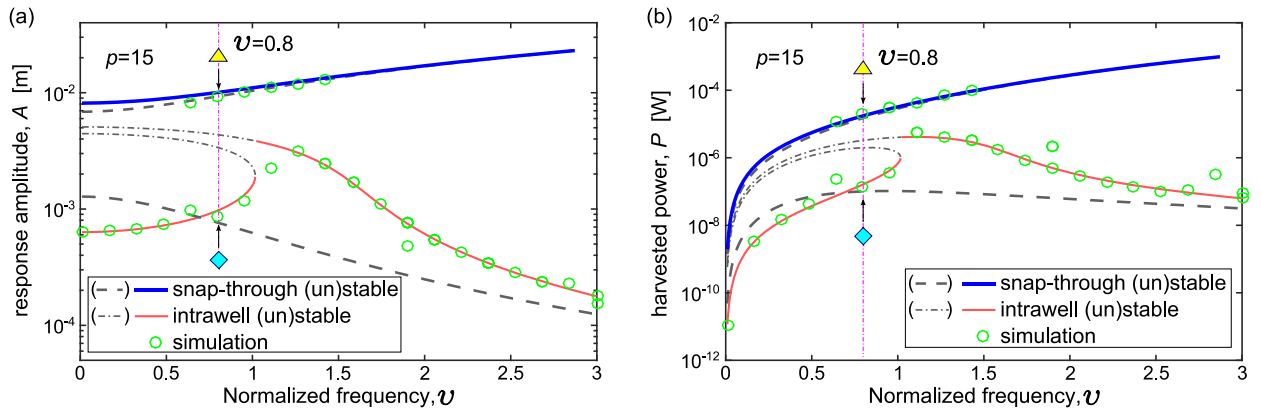 (a)
p=15
υ=0.8
10⁻²
10⁻³
10⁻⁴
response amplitude, A [m]
(--) snap-through (un)stable
(-·-) intrawell (un)stable
simulation
0 0.5 1 1.5 2 2.5 3
Normalized frequency, υ
(b)
10⁻²
p=15
υ=0.8
10⁻⁴
10⁻⁶
10⁻⁸
10⁻¹⁰
10⁻¹²
harvested power, P [W]
(--) snap-through (un)stable
(-·-) intrawell (un)stable
simulation
0 0.5 1 1.5 2 2.5 3
Normalized frequency, υ